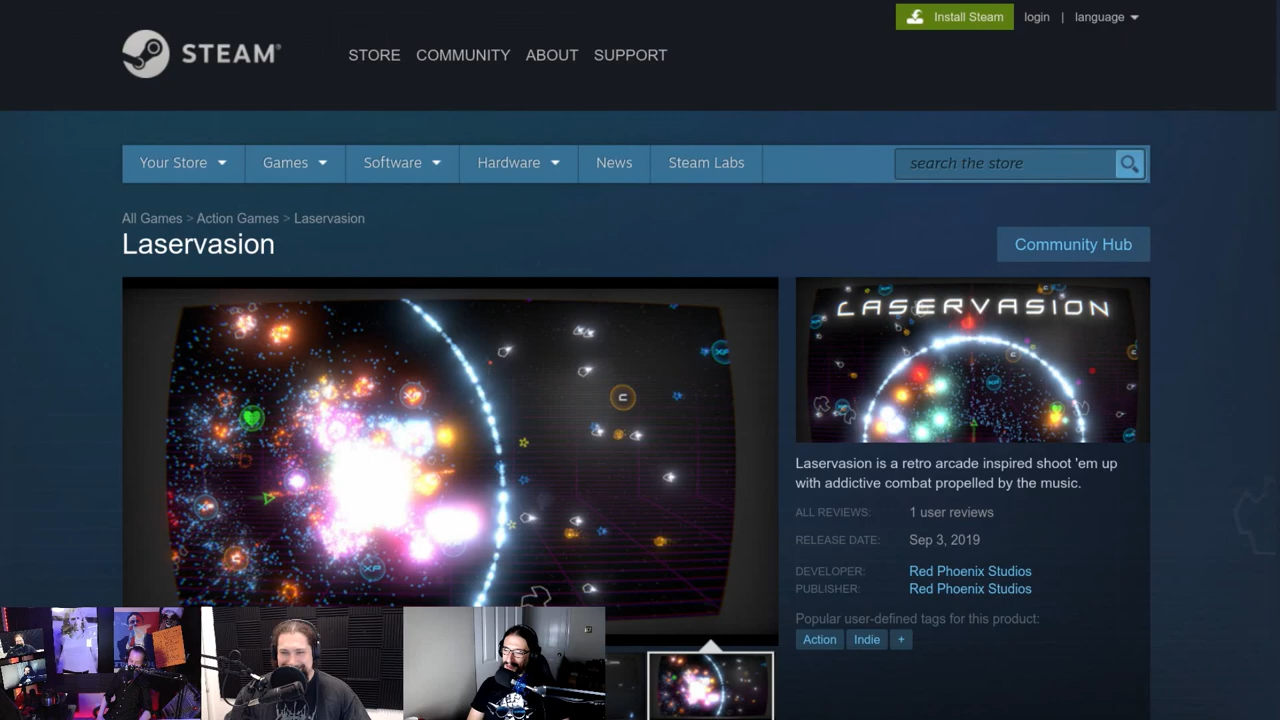 Install Steam
login | language
STEAM®
STORE COMMUNITY ABOUT SUPPORT
Your Store Games Software Hardware News Steam Labs search the store
All Games > Action Games > Laservasion
Laservasion
Community Hub
LASERVASION
XP
C
XP
XP
Laservasion is a retro arcade inspired shoot 'em up
with addictive combat propelled by the music.
ALL REVIEWS: 1 user reviews
RELEASE DATE: Sep 3, 2019
DEVELOPER: Red Phoenix Studios
PUBLISHER: Red Phoenix Studios
Popular user-defined tags for this product:
Action Indie +